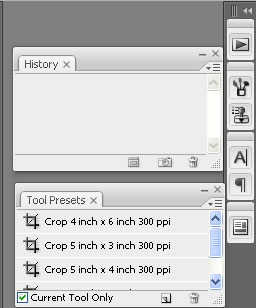 History ×
Tool Presets ×
Crop 4 inch x 6 inch 300 ppi
Crop 5 inch x 3 inch 300 ppi
Crop 5 inch x 4 inch 300 ppi
Current Tool Only